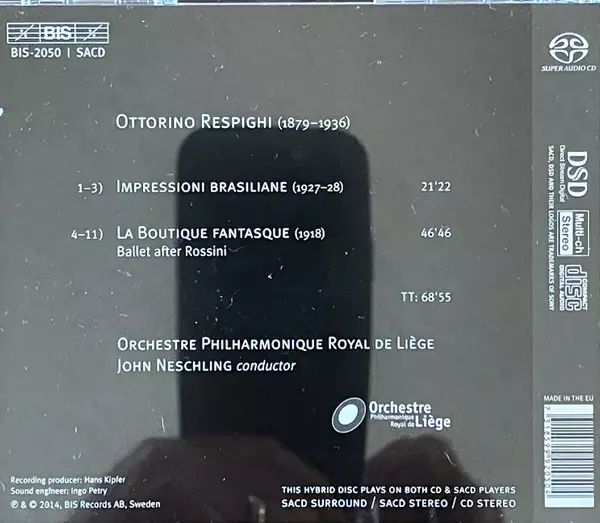 BIS
BIS-2050 | SACD
SUPER AUDIO CD
OTTORINO RESPIGHI (1879–1936)
1–3) IMPRESSIONI BRASILIANE (1927–28) 21'22
4–11) LA BOUTIQUE FANTASQUE (1918) 46'46
Ballet after Rossini
TT: 68'55
ORCHESTRE PHILHARMONIQUE ROYAL DE LIÈGE
JOHN NESCHLING conductor
Orchestre
Philharmonique
Royal de Liège
Recording producer: Hans Kipfer
Sound engineer: Ingo Petry
℗ & © 2014, BIS Records AB, Sweden
THIS HYBRID DISC PLAYS ON BOTH CD & SACD PLAYERS
SACD SURROUND / SACD STEREO / CD STEREO
DSD
Direct Stream Digital
Multi-ch
Stereo
COMPACT
disc
DIGITAL AUDIO
SACD, DSD AND THEIR LOGOS ARE TRADEMARKS OF SONY
MADE IN THE EU